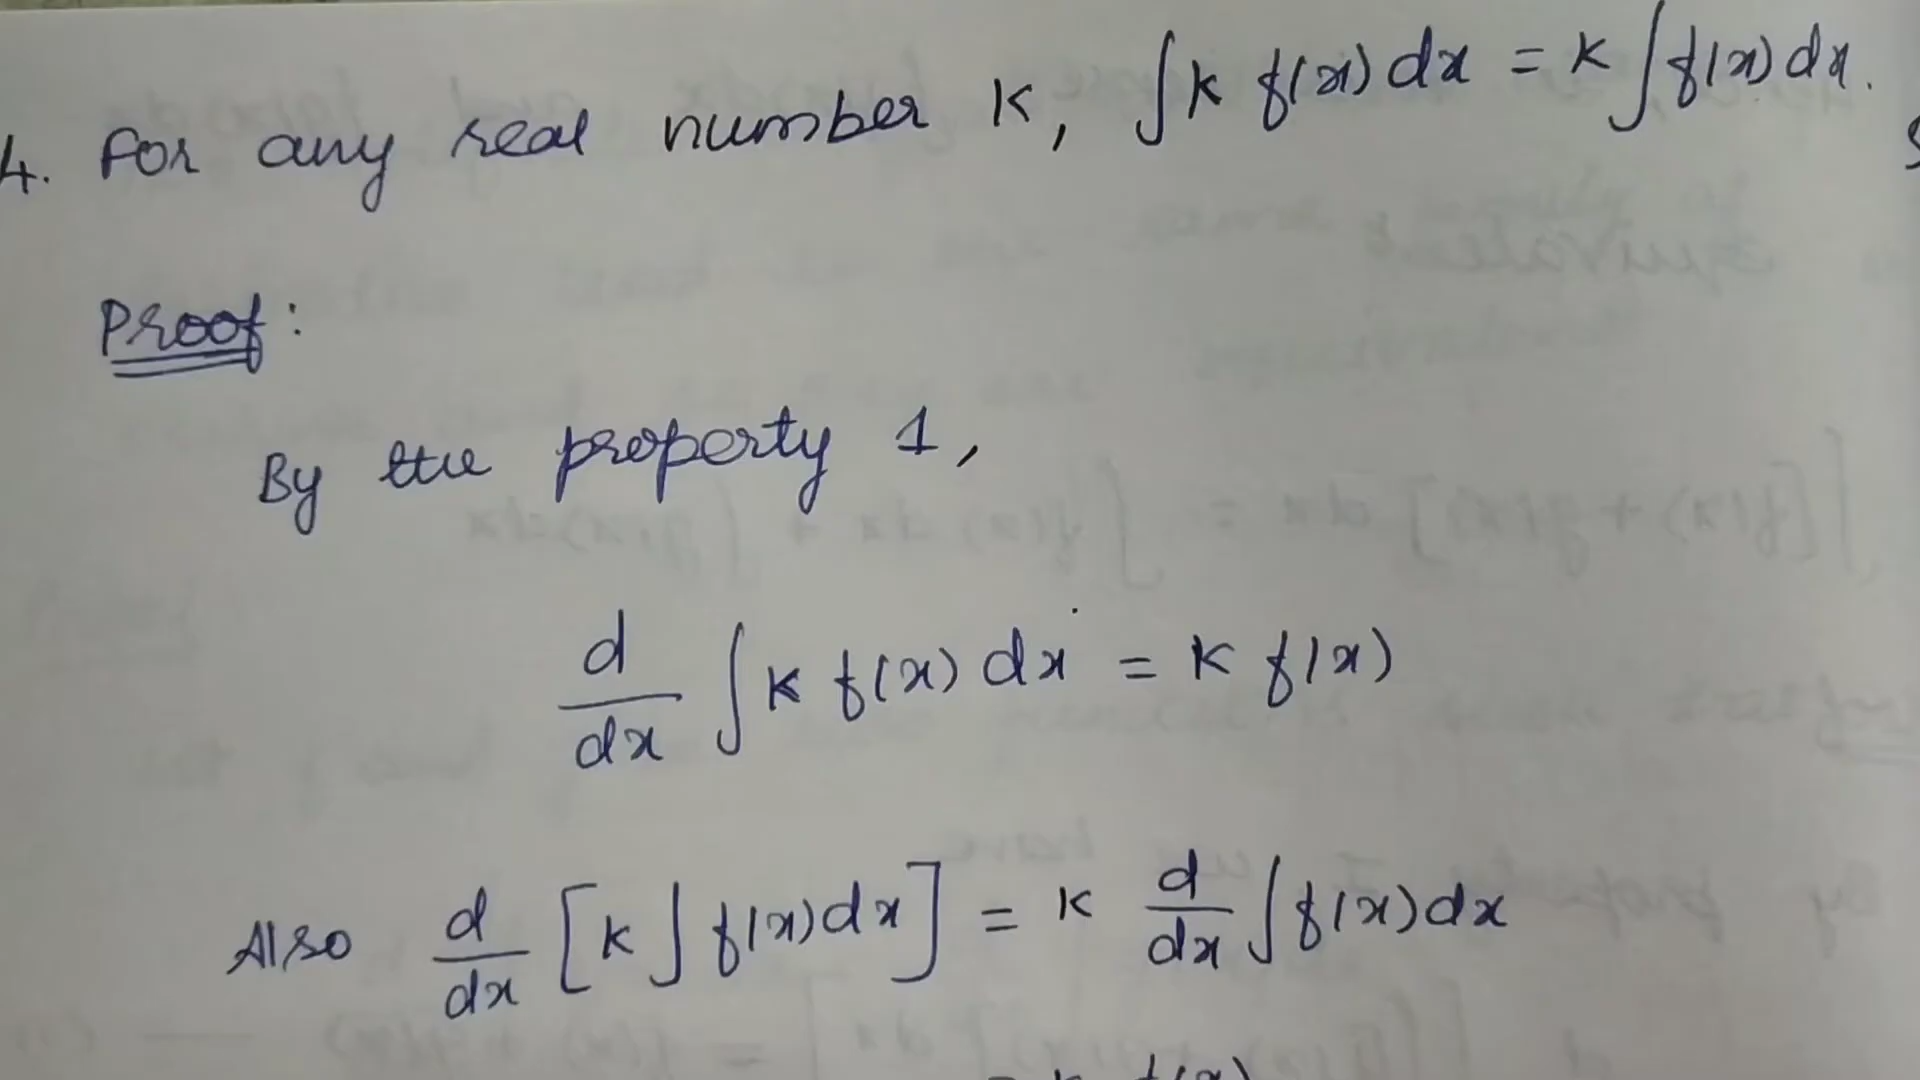 4. For any real number K, ∫K f(x) dx = K ∫f(x) dx.
Proof:
By the property 1,
d/dx ∫K f(x) dx = K f(x)
Also d/dx [K ∫ f(x) dx] = K d/dx ∫f(x) dx
= K f(x)